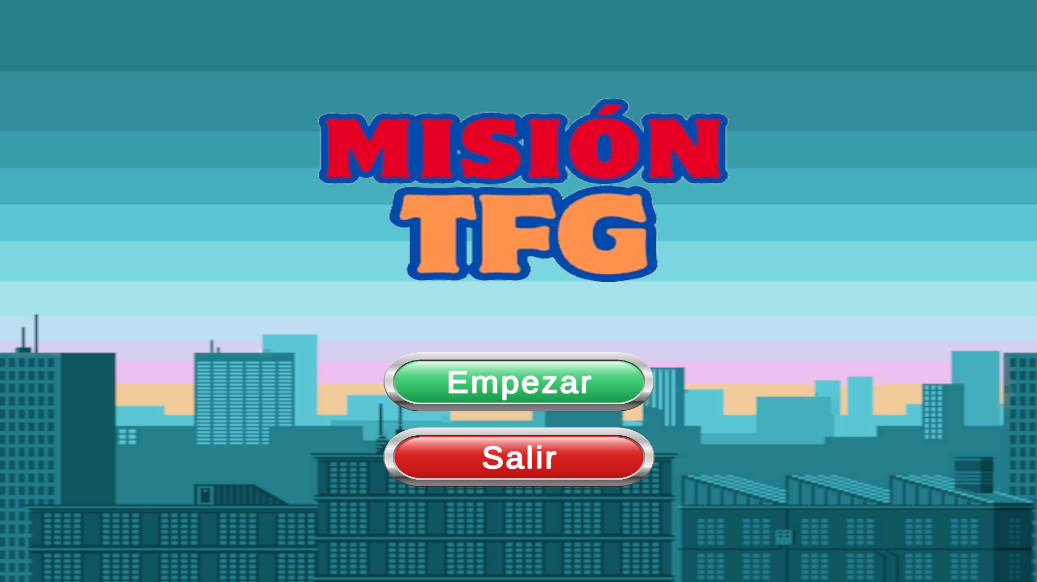 MISIÓN
TFG
Empezar
Salir